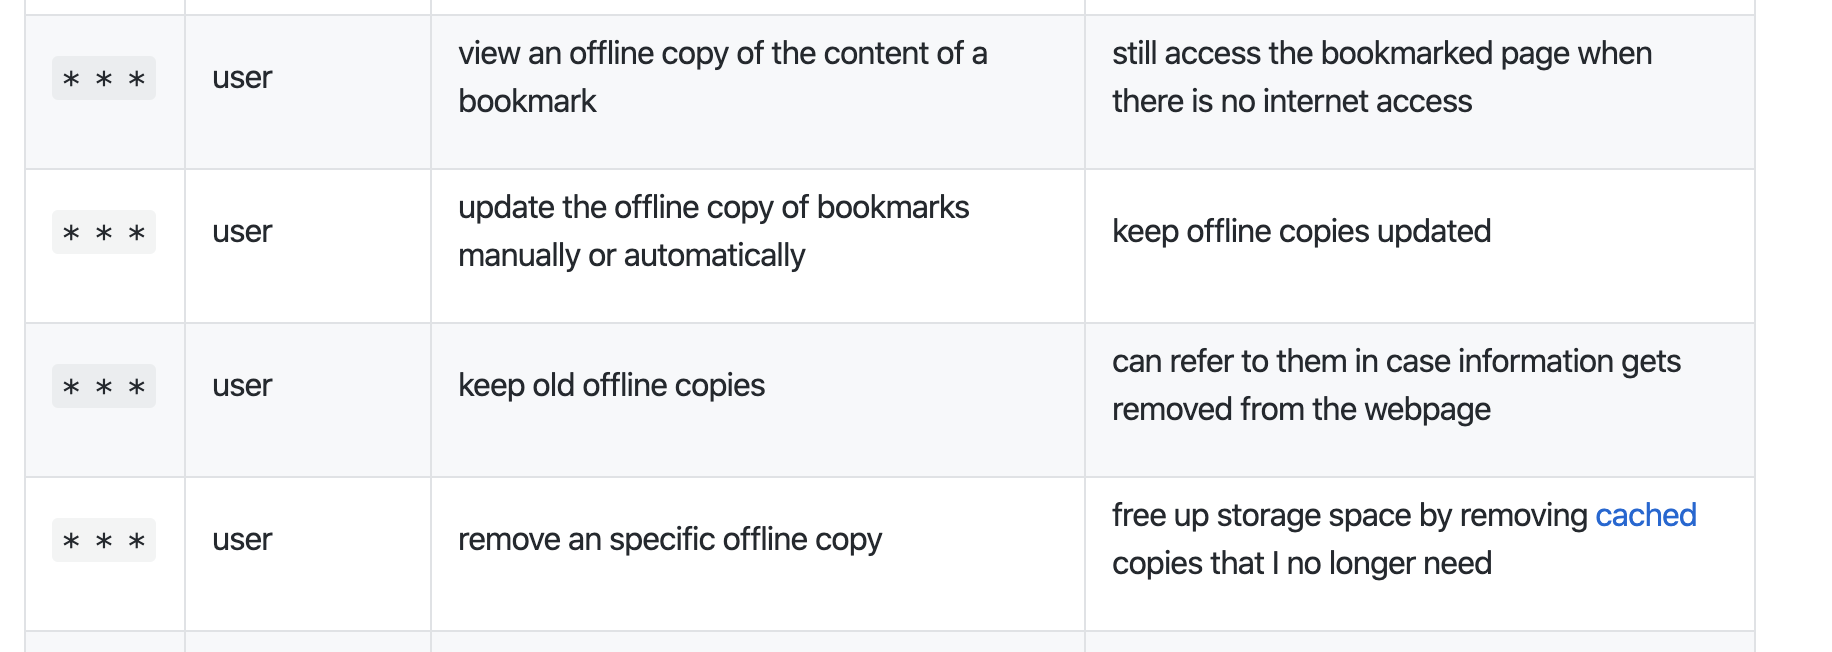 * * *
user
view an offline copy of the content of a
bookmark
still access the bookmarked page when
there is no internet access
* * *
user
update the offline copy of bookmarks
manually or automatically
keep offline copies updated
* * *
user
keep old offline copies
can refer to them in case information gets
removed from the webpage
* * *
user
remove an specific offline copy
free up storage space by removing cached
copies that I no longer need